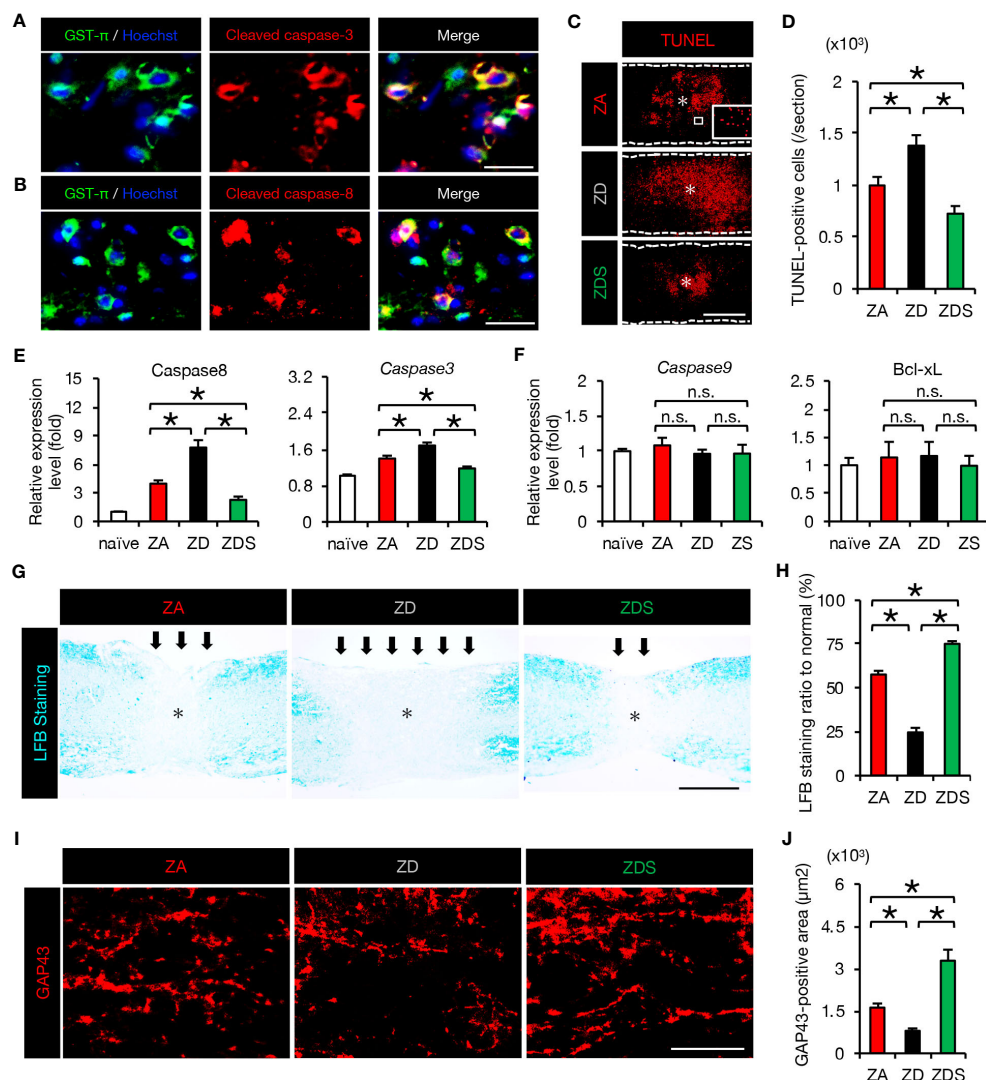 A
GST-π / Hoechst
Cleaved caspase-3
Merge
B
GST-π / Hoechst
Cleaved caspase-8
Merge
C
TUNEL
ZA
*
ZD
*
ZDS
*
D
(x10³)
TUNEL-positive cells (/section)
2
1.5
1
0.5
0
*
*
*
ZA ZD ZDS
E
Caspase8
Relative expression
level (fold)
15
12
9
6
3
0
*
*
*
naïve ZA ZD ZDS
Caspase3
3.2
2.4
1.6
0.8
0
*
*
*
naïve ZA ZD ZDS
F
Caspase9
Relative expression
level (fold)
2
1.5
1
0.5
0
n.s.
n.s. n.s.
naïve ZA ZD ZS
Bcl-xL
2.5
2
1.5
1
0.5
0
n.s.
n.s. n.s.
naïve ZA ZD ZS
G
ZA
ZD
ZDS
LFB Staining
*
*
*
H
LFB staining ratio to normal (%)
100
75
50
25
0
*
*
*
ZA ZD ZDS
I
ZA
ZD
ZDS
GAP43
J
(x10³)
GAP43-positive area (µm2)
6
4.5
3
1.5
0
*
*
*
ZA ZD ZDS